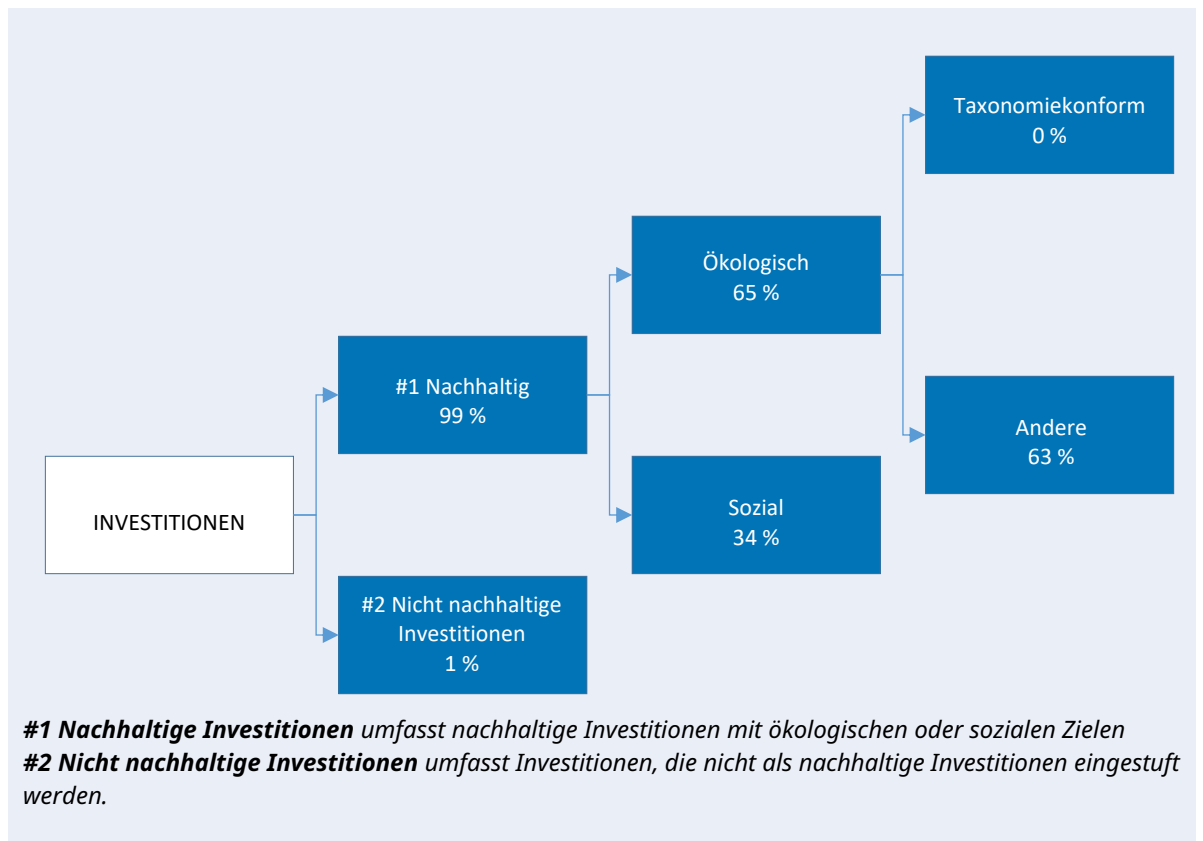 Taxonomiekonform
0 %
Ökologisch
65 %
#1 Nachhaltig
99 %
Andere
63 %
INVESTITIONEN
Sozial
34 %
#2 Nicht nachhaltige
Investitionen
1 %
#1 Nachhaltige Investitionen umfasst nachhaltige Investitionen mit ökologischen oder sozialen Zielen
#2 Nicht nachhaltige Investitionen umfasst Investitionen, die nicht als nachhaltige Investitionen eingestuft
werden.